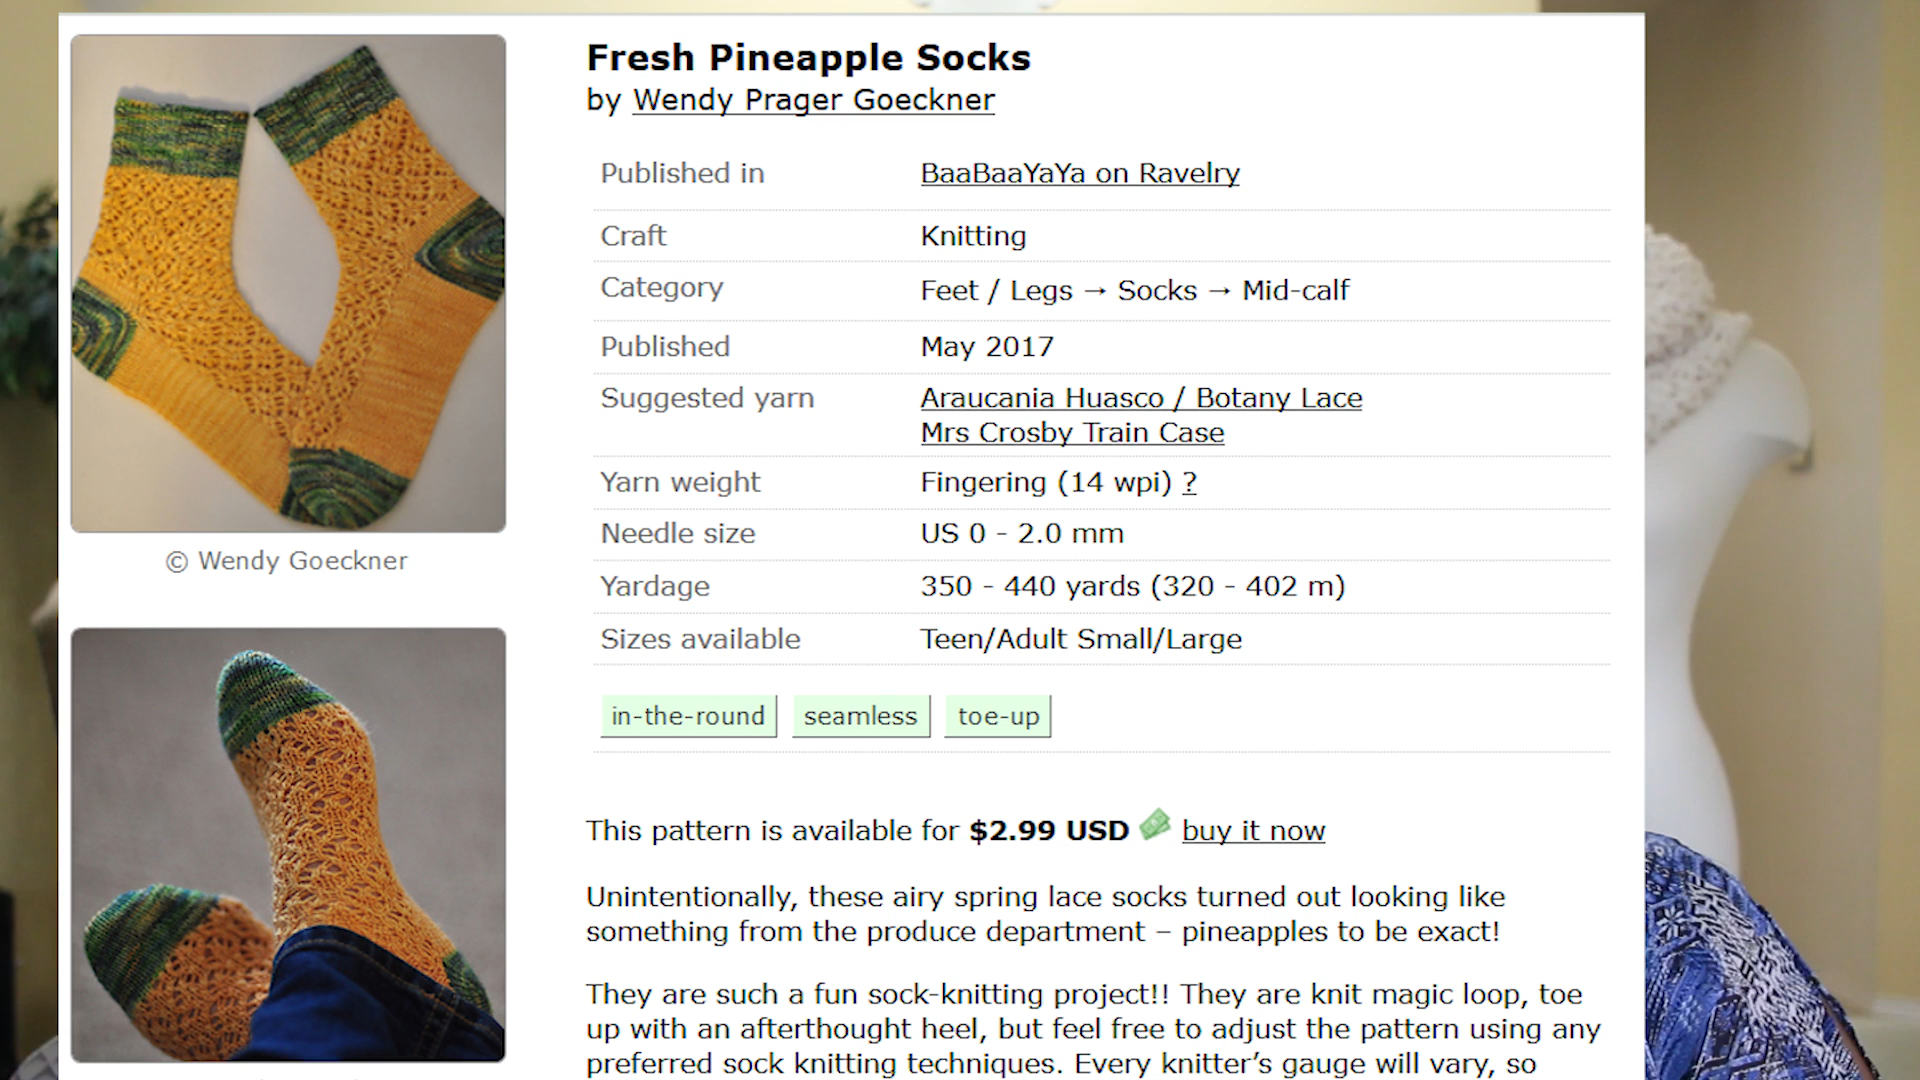 Fresh Pineapple Socks
by Wendy Prager Goeckner
Published in BaaBaaYaYa on Ravelry
Craft Knitting
Category Feet / Legs → Socks → Mid-calf
Published May 2017
Suggested yarn Araucania Huasco / Botany Lace
Mrs Crosby Train Case
Yarn weight Fingering (14 wpi) ?
Needle size US 0 - 2.0 mm
Yardage 350 - 440 yards (320 - 402 m)
Sizes available Teen/Adult Small/Large
in-the-round seamless toe-up
This pattern is available for $2.99 USD buy it now
Unintentionally, these airy spring lace socks turned out looking like
something from the produce department – pineapples to be exact!
They are such a fun sock-knitting project!! They are knit magic loop, toe
up with an afterthought heel, but feel free to adjust the pattern using any
preferred sock knitting techniques. Every knitter’s gauge will vary, so
© Wendy Goeckner